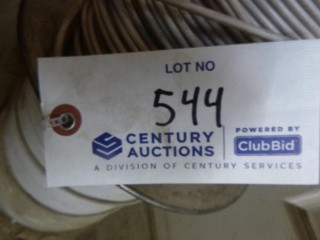 LOT NO
544
CENTURY AUCTIONS
POWERED BY
ClubBid
A DIVISION OF CENTURY SERVICES